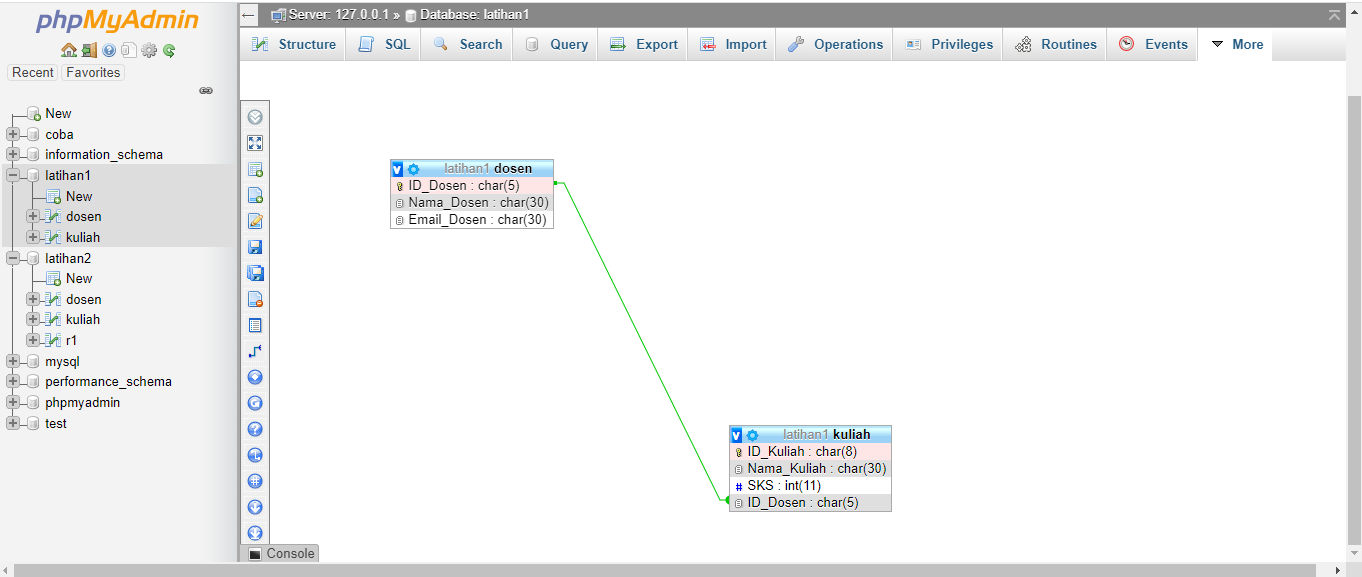 phpMyAdmin
Recent Favorites
New
coba
information_schema
latihan1
New
dosen
kuliah
latihan2
New
dosen
kuliah
r1
mysql
performance_schema
phpmyadmin
test
Server: 127.0.0.1 » Database: latihan1
Structure SQL Search Query Export Import Operations Privileges Routines Events More
latihan1 dosen
ID_Dosen : char(5)
Nama_Dosen : char(30)
Email_Dosen : char(30)
latihan1 kuliah
ID_Kuliah : char(8)
Nama_Kuliah : char(30)
# SKS : int(11)
ID_Dosen : char(5)
Console